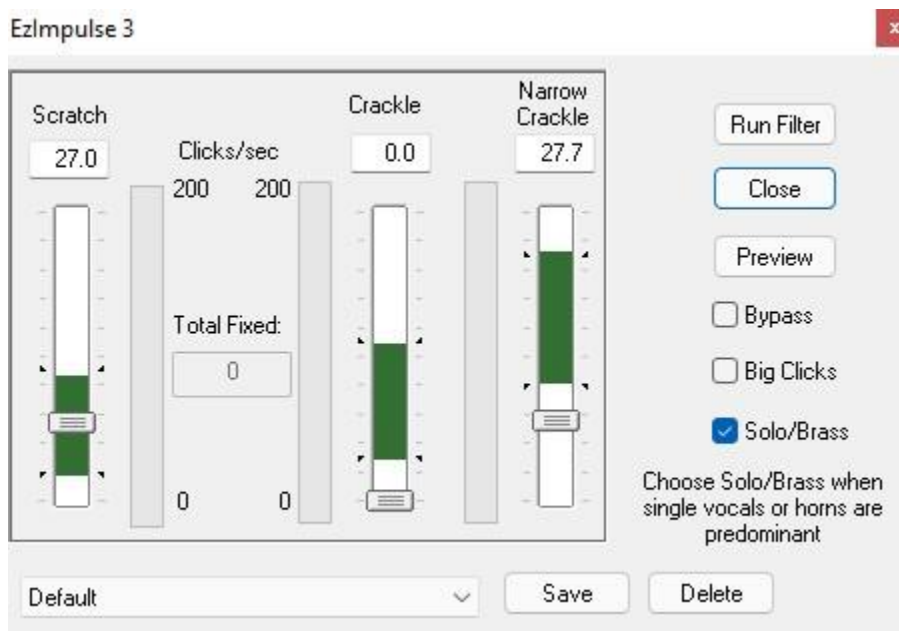 EzImpulse 3
x
Scratch
27.0
Clicks/sec
200 200
Total Fixed:
0
0 0
Crackle
0.0
Narrow
Crackle
27.7
Run Filter
Close
Preview
Bypass
Big Clicks
Solo/Brass
Choose Solo/Brass when
single vocals or horns are
predominant
Default
Save
Delete